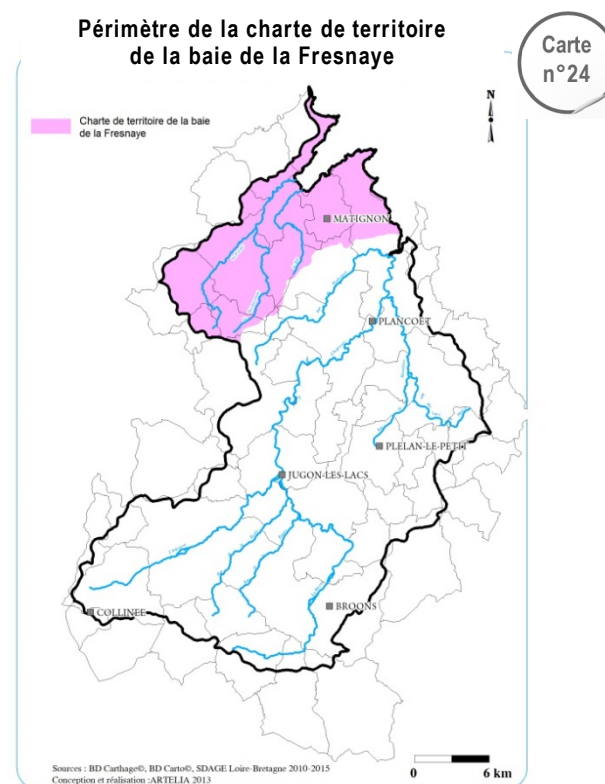 Périmètre de la charte de territoire
de la baie de la Fresnaye
Carte
n°24
Charte de territoire de la baie
de la Fresnaye
N
MATIGNON
PLANCOET
PLELAN-LE-PETIT
JUGON-LES-LACS
COLLINEE
BROONS
Sources : BD Carthage©, BD Carto©, SDAGE Loire-Bretagne 2010-2015
Conception et réalisation :ARTELIA 2013
0 6 km